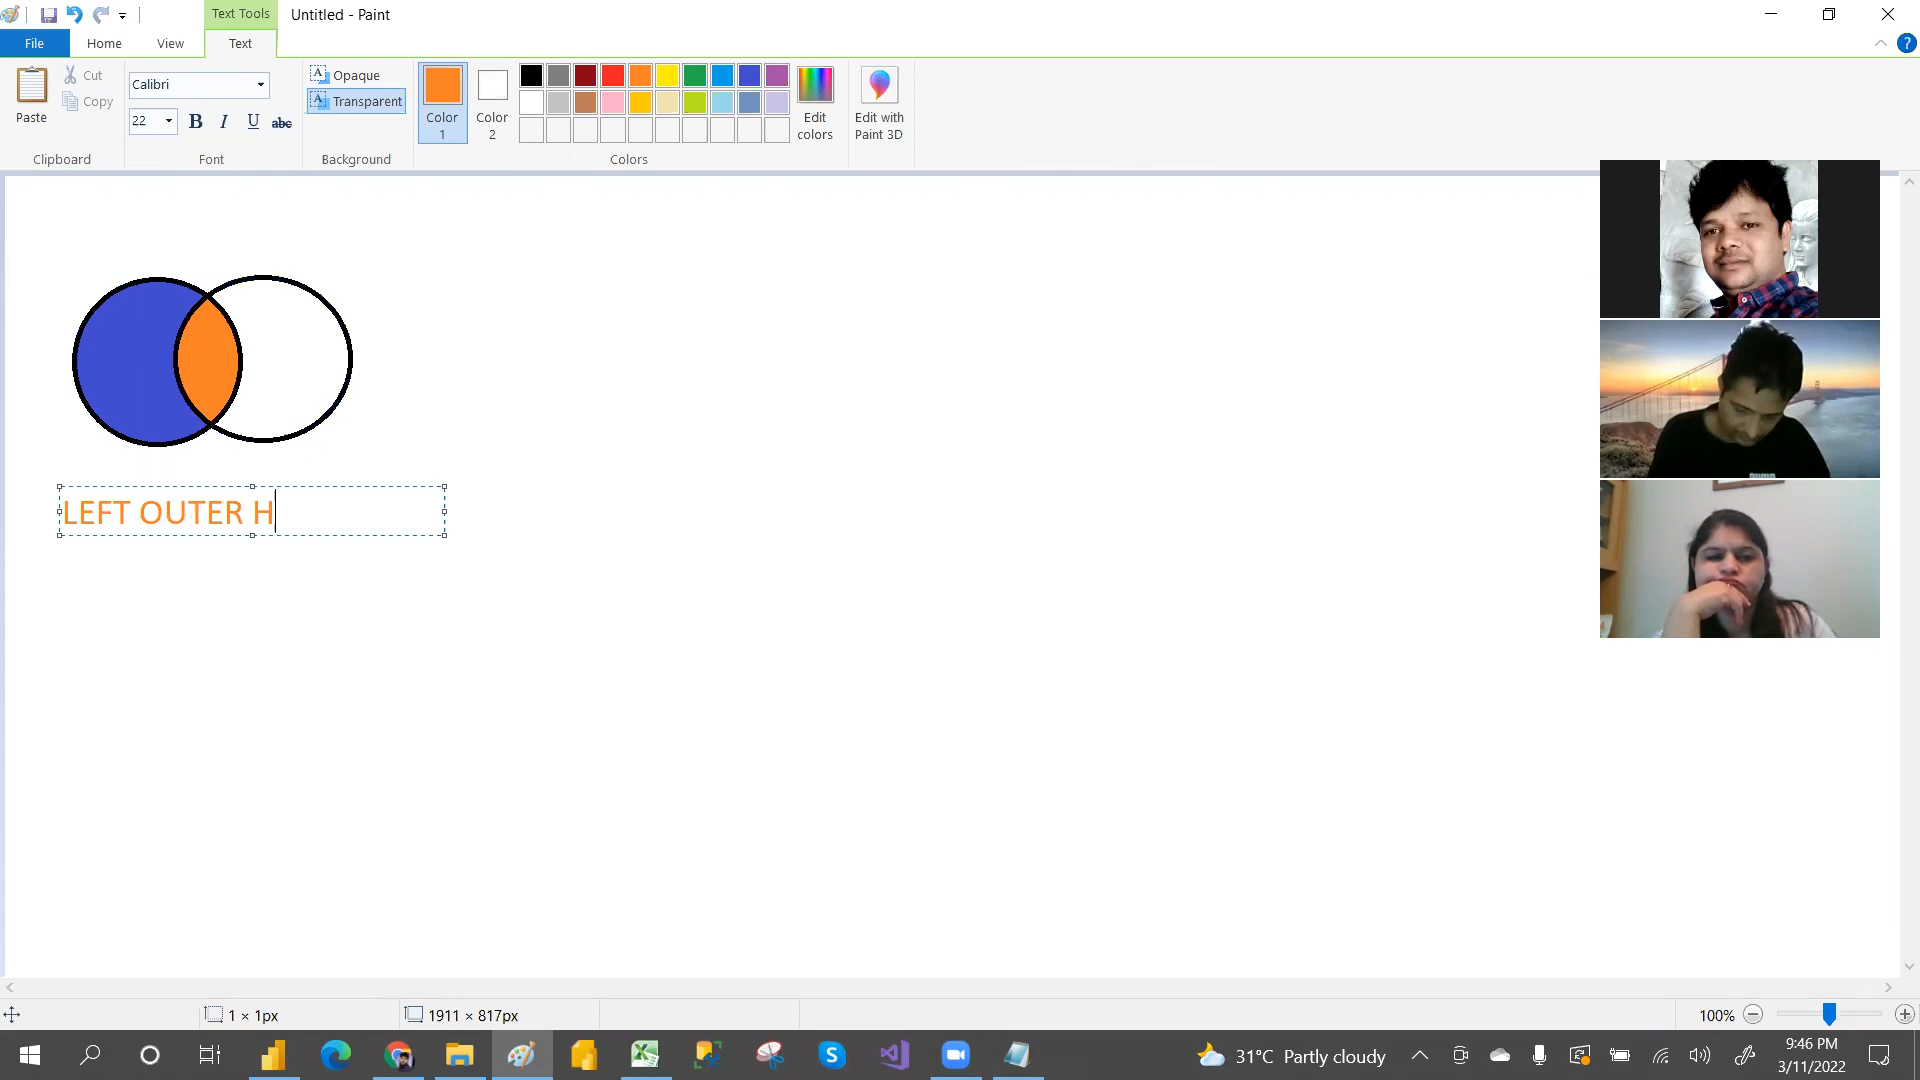 Text Tools
Untitled - Paint
File
Home
View
Text
Paste
Cut
Copy
Clipboard
Calibri
22
B I U abc
Font
A Opaque
A Transparent
Background
Color 1
Color 2
Edit colors
Colors
Edit with Paint 3D
LEFT OUTER H
1 × 1px
1911 × 817px
100%
31°C Partly cloudy
9:46 PM
3/11/2022